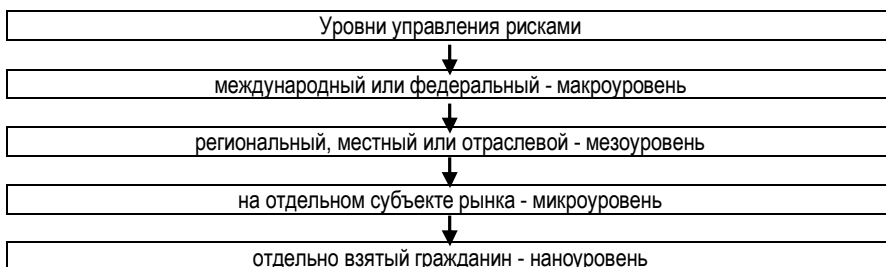 Уровни управления рисками
международный или федеральный - макроуровень
региональный, местный или отраслевой - мезоуровень
на отдельном субъекте рынка - микроуровень
отдельно взятый гражданин - наноуровень